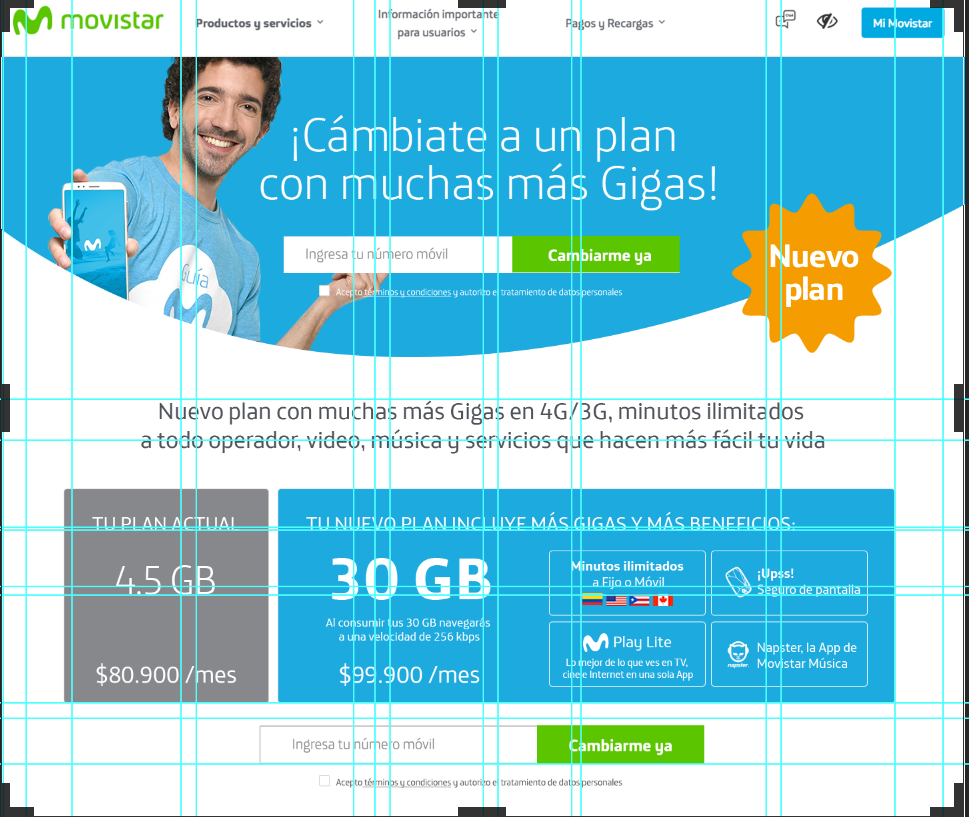 movistar
Productos y servicios
Información importante
para usuarios
Pagos y Recargas
Chat
Mi Movistar
¡Cámbiate a un plan
con muchas más Gigas!
Ingresa tu número móvil
Cambiarme ya
Acepto términos y condiciones y autorizo el tratamiento de datos personales
Guía
Nuevo
plan
Nuevo plan con muchas más Gigas en 4G/3G, minutos ilimitados
a todo operador, video, música y servicios que hacen más fácil tu vida
TU PLAN ACTUAL
4.5 GB
$80.900 /mes
TU NUEVO PLAN INCLUYE MÁS GIGAS Y MÁS BENEFICIOS:
30 GB
Al consumir tus 30 GB navegarás
a una velocidad de 256 kbps
$99.900 /mes
Minutos ilimitados
a Fijo o Móvil
¡Upss!
Seguro de pantalla
Play Lite
Lo mejor de lo que ves en TV,
cine e Internet en una sola App
napster.
Napster, la App de
Movistar Música
Ingresa tu número móvil
Cambiarme ya
Acepto términos y condiciones y autorizo el tratamiento de datos personales